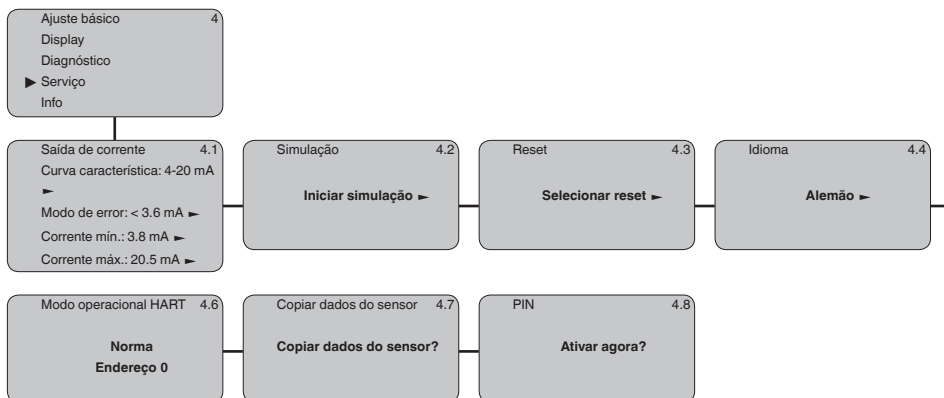 Ajuste básico 4
Display
Diagnóstico
▶ Serviço
Info
Saída de corrente 4.1
Curva característica: 4-20 mA
►
Modo de error: < 3.6 mA ►
Corrente mín.: 3.8 mA ►
Corrente máx.: 20.5 mA ►
Simulação 4.2
Iniciar simulação ►
Reset 4.3
Selecionar reset ►
Idioma 4.4
Alemão ►
Modo operacional HART 4.6
Norma
Endereço 0
Copiar dados do sensor 4.7
Copiar dados do sensor?
PIN 4.8
Ativar agora?